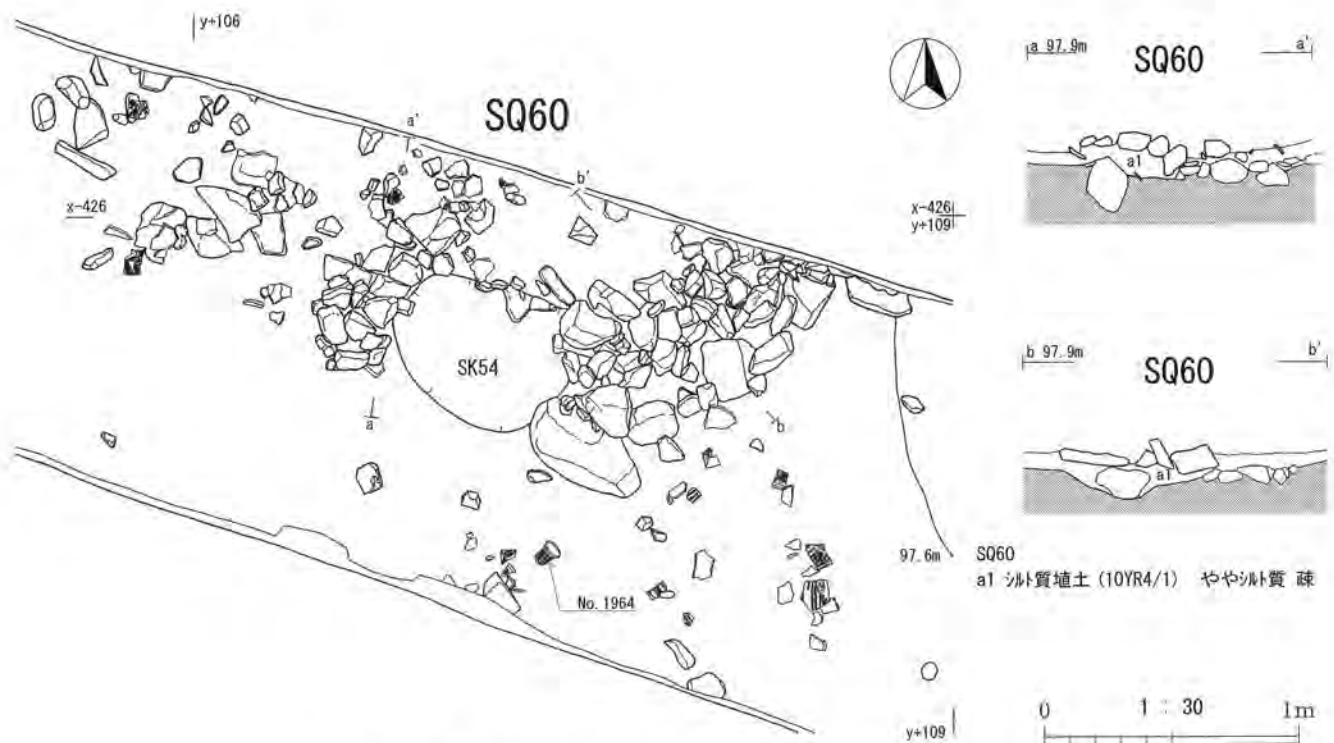 y+106
SQ60
a'
b'
x-426
x-426
y+109
SK54
a
b
97.6m
No.1964
y+109
a 97.9m
a'
SQ60
a1
b 97.9m
b'
SQ60
a1
SQ60
a1 シルト質埴土 (10YR4/1) ややシルト質 疎
0 1 : 30 1m